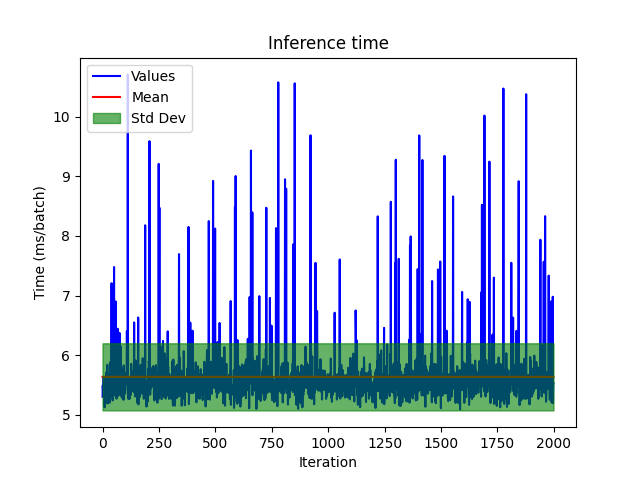 Inference time
Values
Mean
Std Dev
Time (ms/batch)
10
9
8
7
6
5
0
250
500
750
1000
1250
1500
1750
2000
Iteration